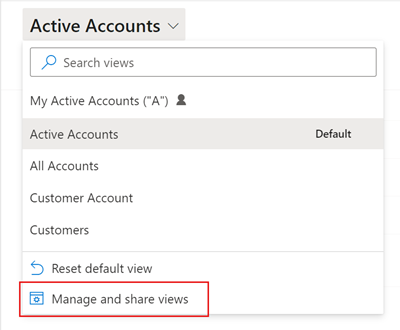 Active Accounts
Search views
My Active Accounts ("A")
Active Accounts Default
All Accounts
Customer Account
Customers
Reset default view
Manage and share views